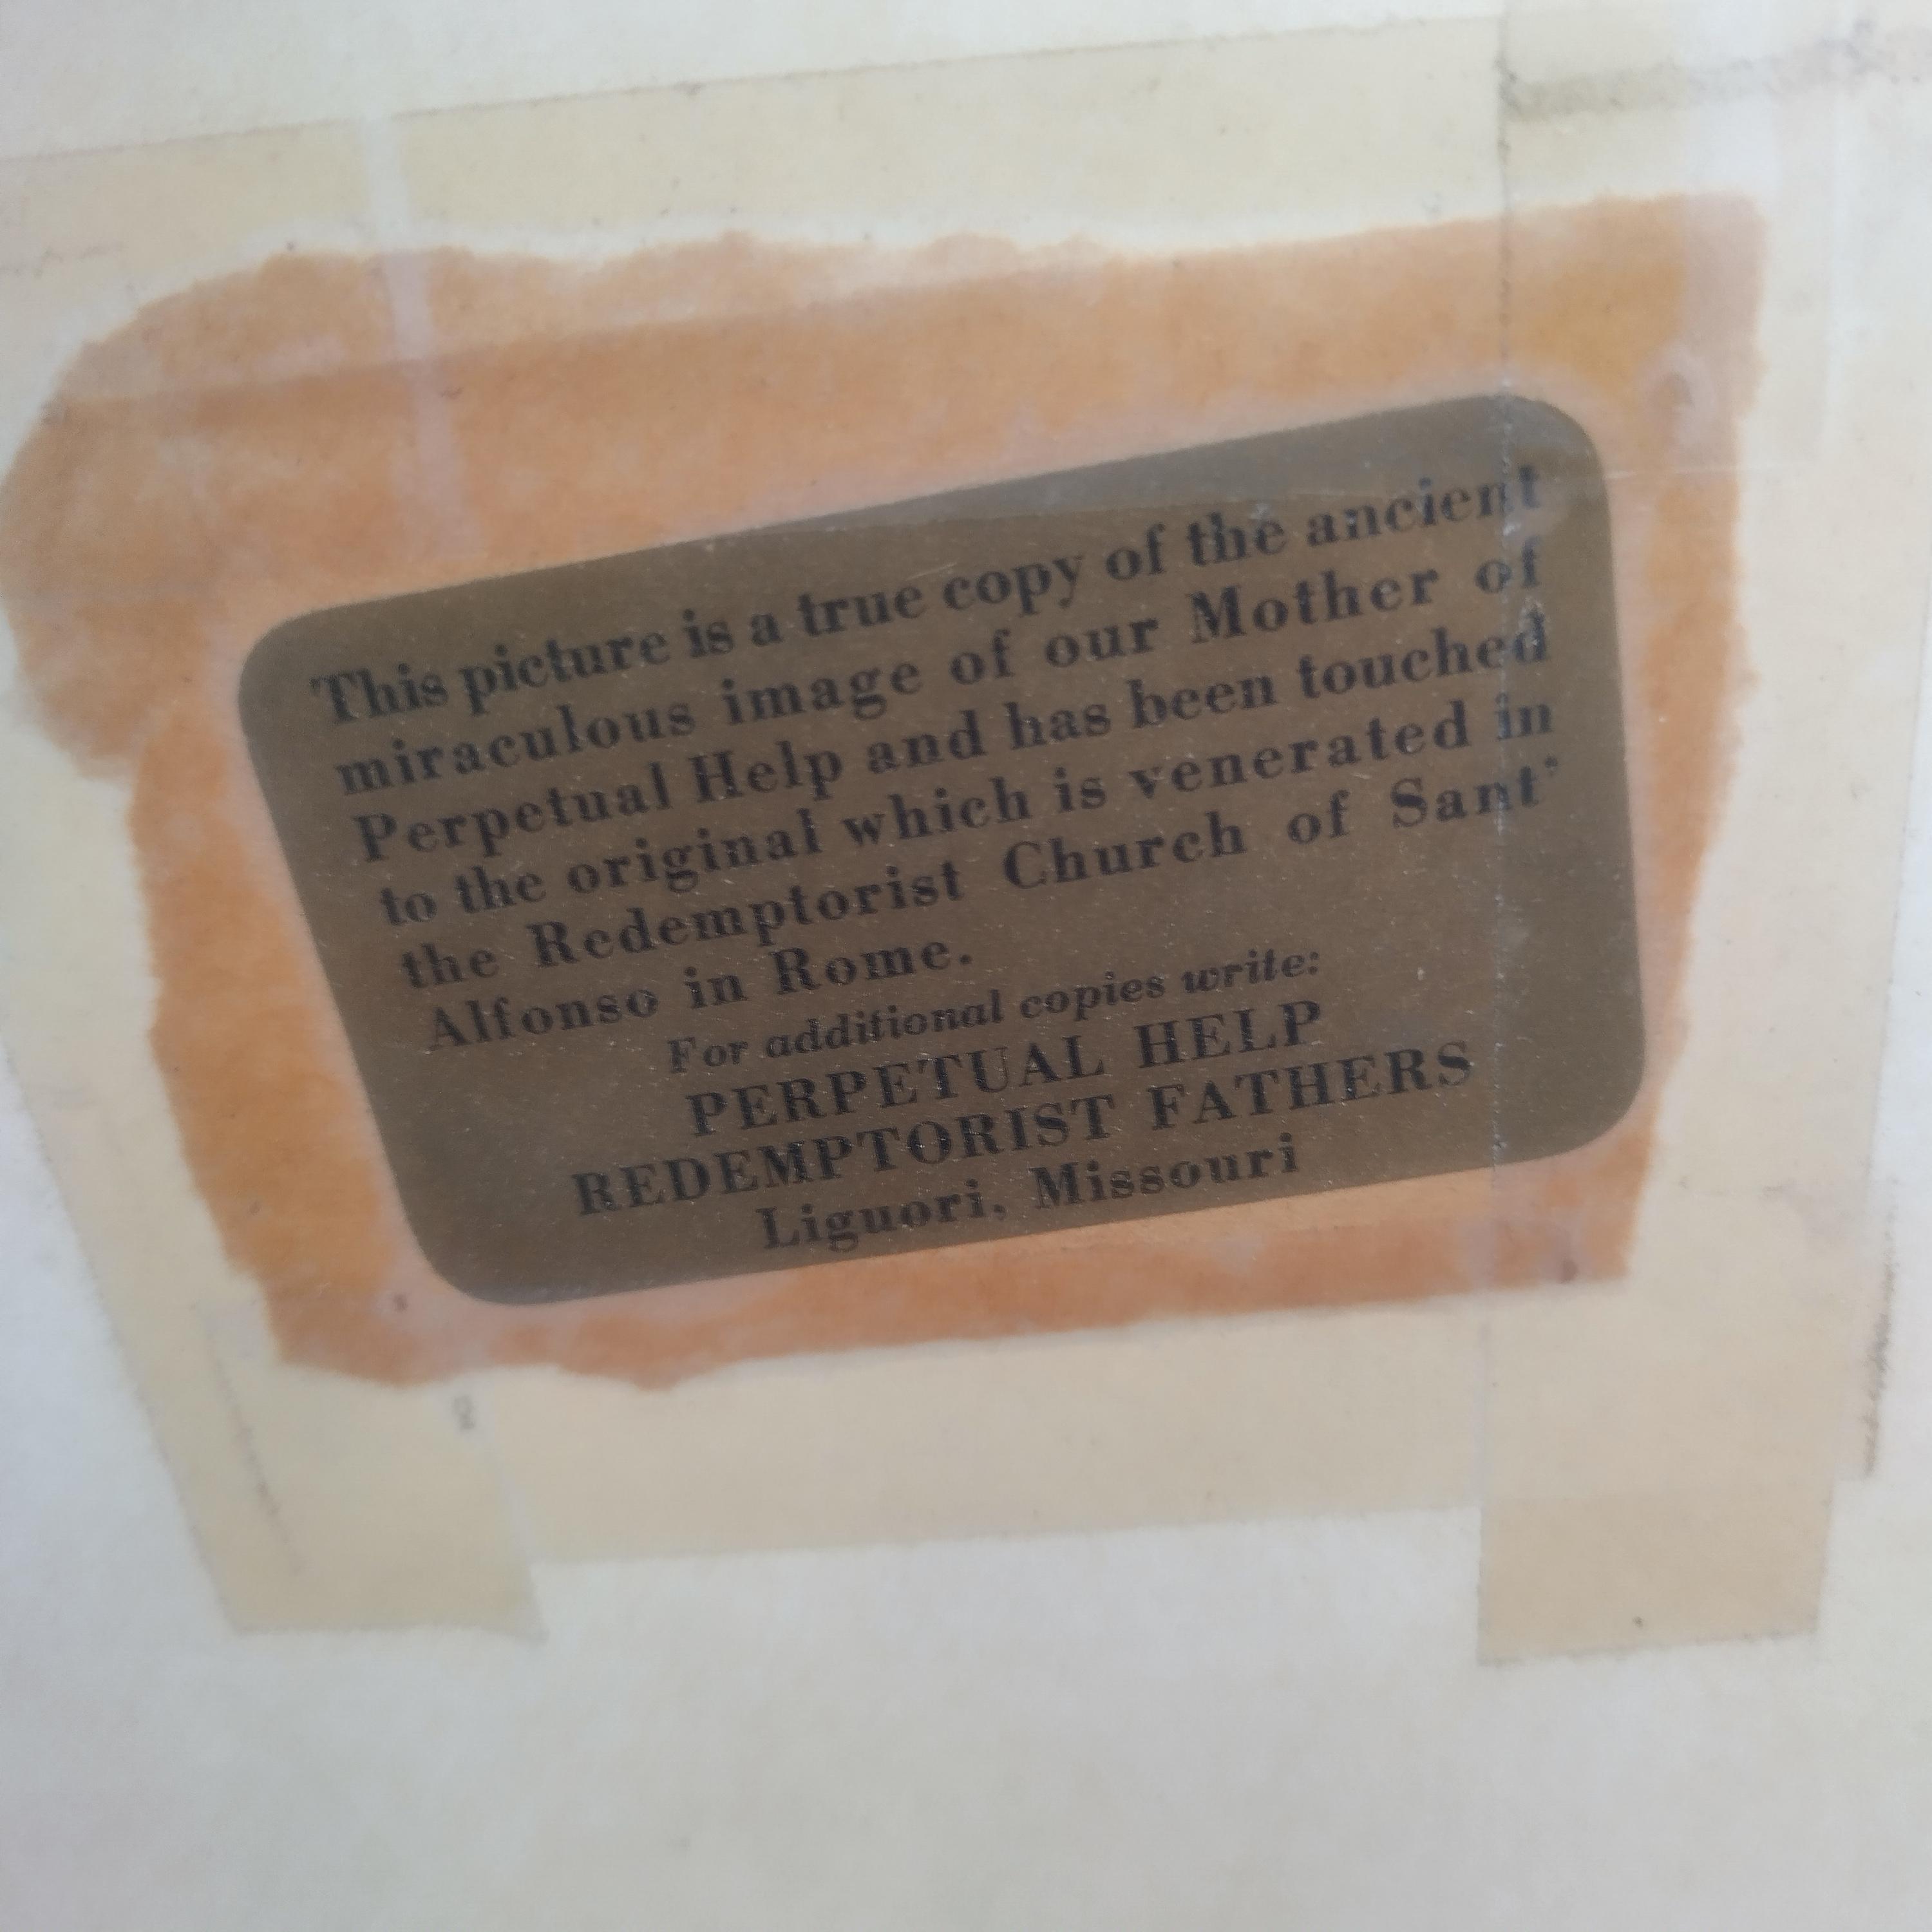 This picture is a true copy of the ancient
miraculous image of our Mother of
Perpetual Help and has been touched
to the original which is venerated in
the Redemptorist Church of Sant'
Alfonso in Rome.
For additional copies write:
PERPETUAL HELP
REDEMPTORIST FATHERS
Liguori, Missouri